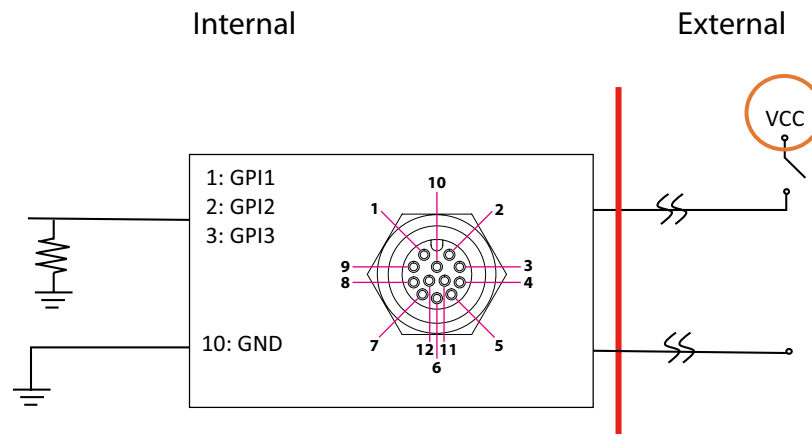 Internal
External
VCC
1: GPI1
2: GPI2
3: GPI3
10
1
2
9
3
8
4
7
12
11
5
6
10: GND